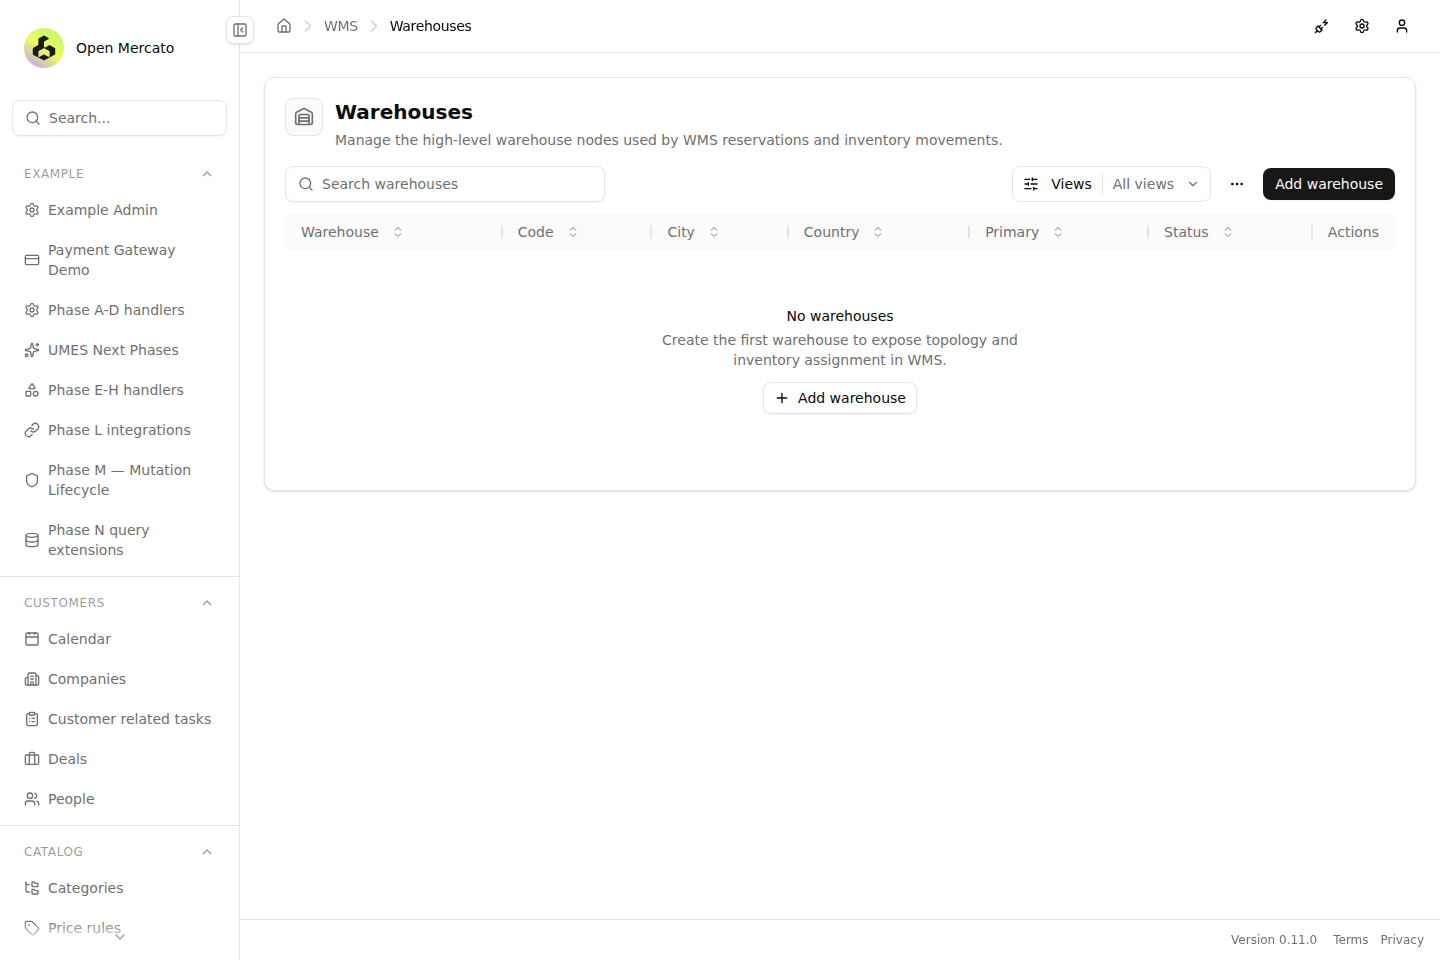 Open Mercato
Search...
EXAMPLE
Example Admin
Payment Gateway
Demo
Phase A-D handlers
UMES Next Phases
Phase E-H handlers
Phase L integrations
Phase M — Mutation
Lifecycle
Phase N query
extensions
CUSTOMERS
Calendar
Companies
Customer related tasks
Deals
People
CATALOG
Categories
Price rules
WMS Warehouses
Warehouses
Manage the high-level warehouse nodes used by WMS reservations and inventory movements.
Search warehouses
Views All views
Add warehouse
Warehouse Code City Country Primary Status Actions
No warehouses
Create the first warehouse to expose topology and
inventory assignment in WMS.
Add warehouse
Version 0.11.0 Terms Privacy